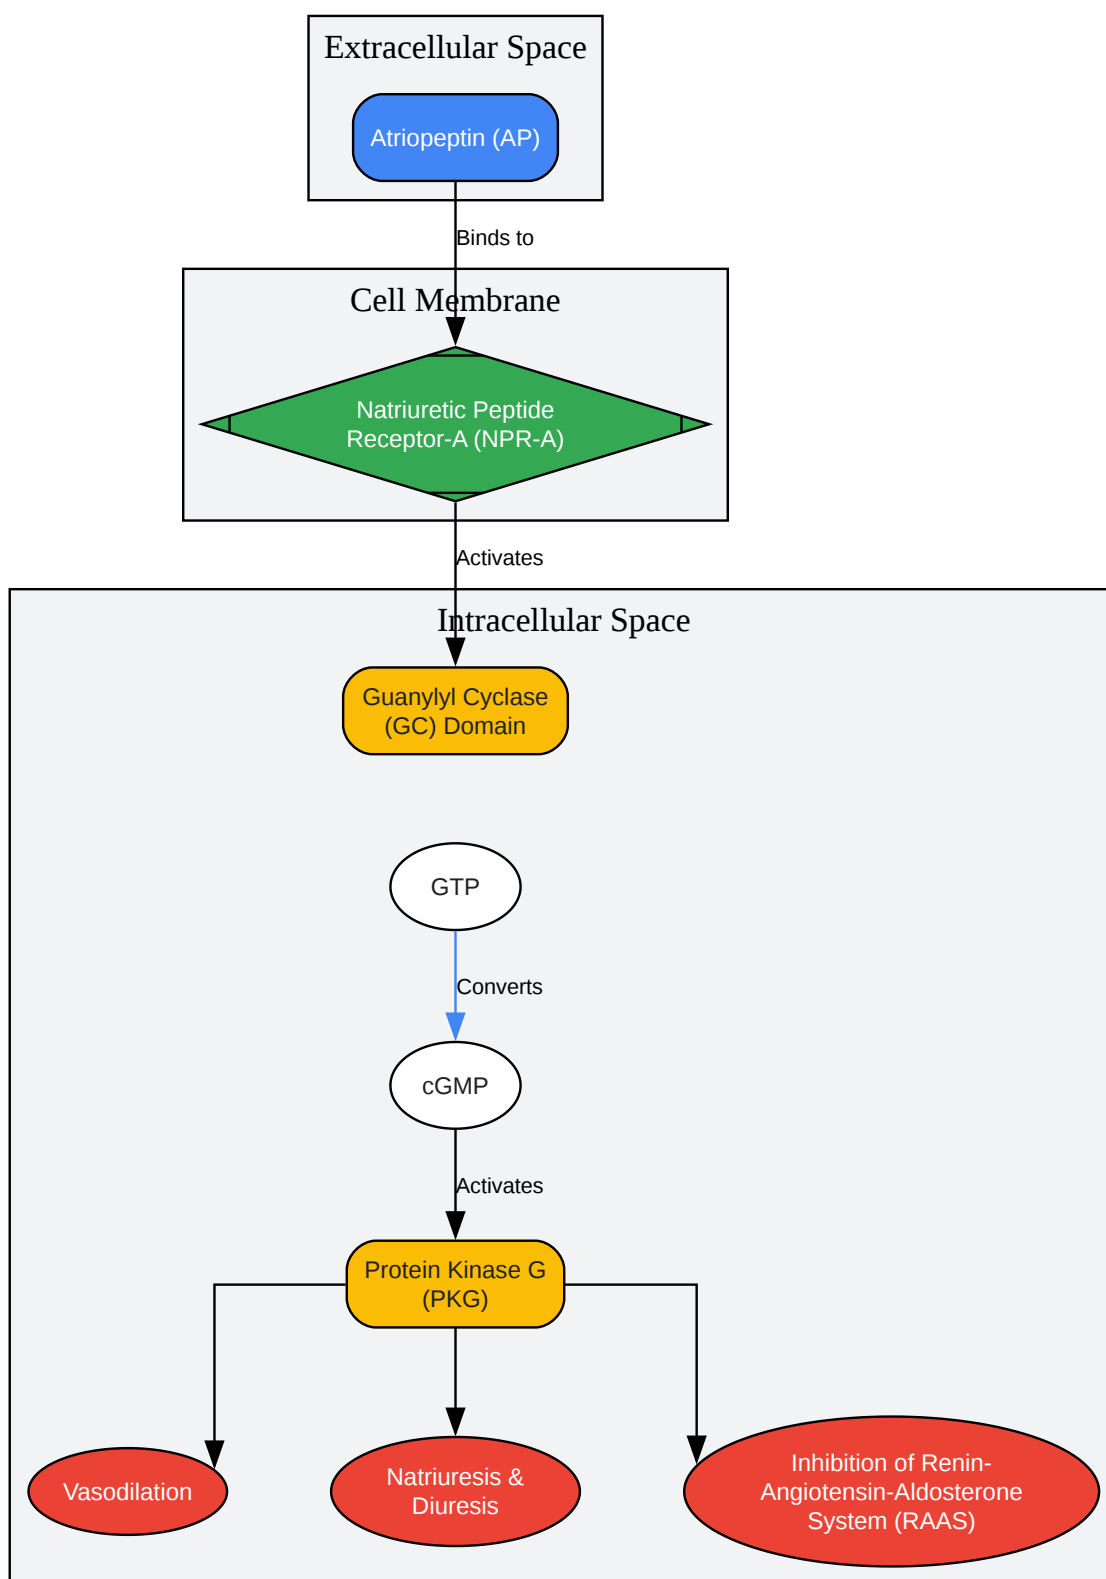 Extracellular Space
Atriopeptin (AP)
Binds to
Cell Membrane
Natriuretic Peptide
Receptor-A (NPR-A)
Activates
Intracellular Space
Guanylyl Cyclase
(GC) Domain
GTP
Converts
cGMP
Activates
Protein Kinase G
(PKG)
Vasodilation
Natriuresis &
Diuresis
Inhibition of Renin-
Angiotensin-Aldosterone
System (RAAS)